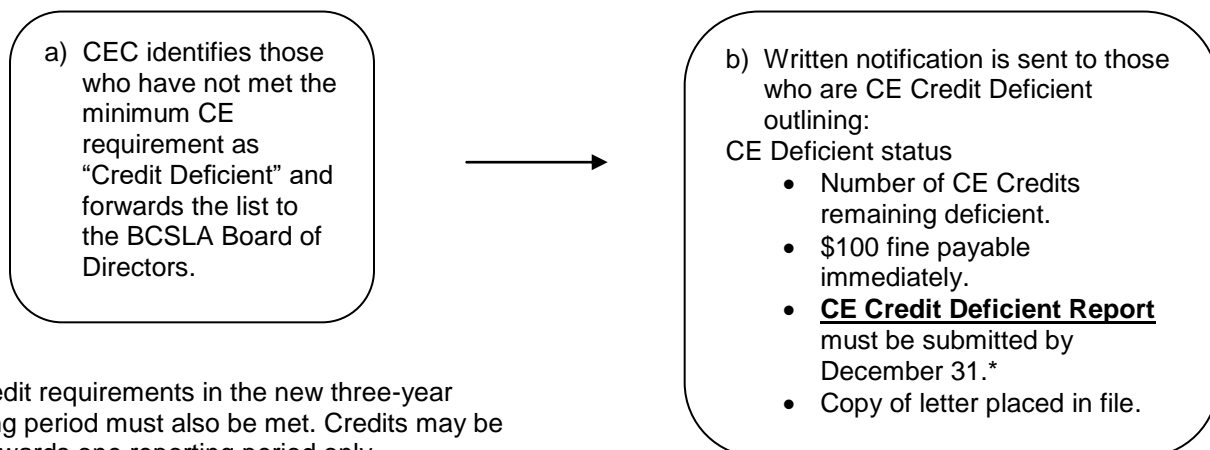 a) CEC identifies those
who have not met the
minimum CE
requirement as
“Credit Deficient” and
forwards the list to
the BCSLA Board of
Directors.
b) Written notification is sent to those
who are CE Credit Deficient
outlining:
CE Deficient status
• Number of CE Credits
remaining deficient.
• $100 fine payable
immediately.
• CE Credit Deficient Report
must be submitted by
December 31.*
• Copy of letter placed in file.
requirements in the new three-year
period must also be met. Credits may be
one reporting period only